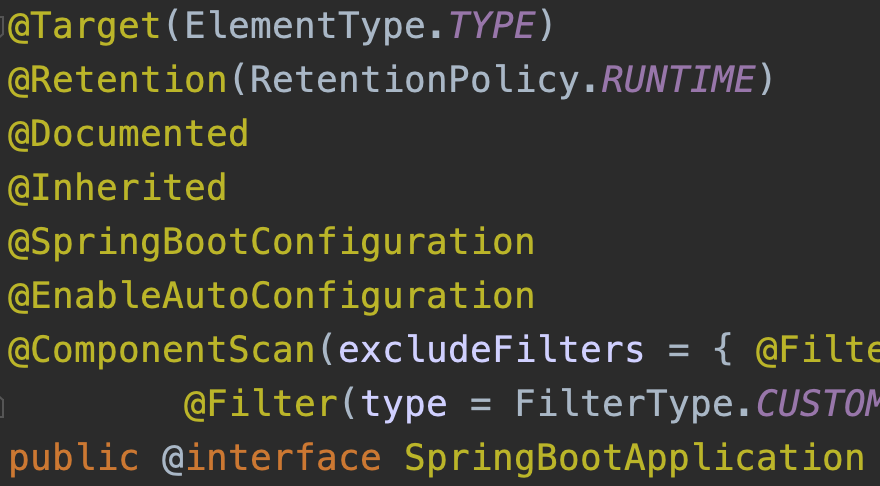 @Target(ElementType.TYPE)
@Retention(RetentionPolicy.RUNTIME)
@Documented
@Inherited
@SpringBootConfiguration
@EnableAutoConfiguration
@ComponentScan(excludeFilters = { @Filte
@Filter(type = FilterType.CUSTOM
public @interface SpringBootApplication